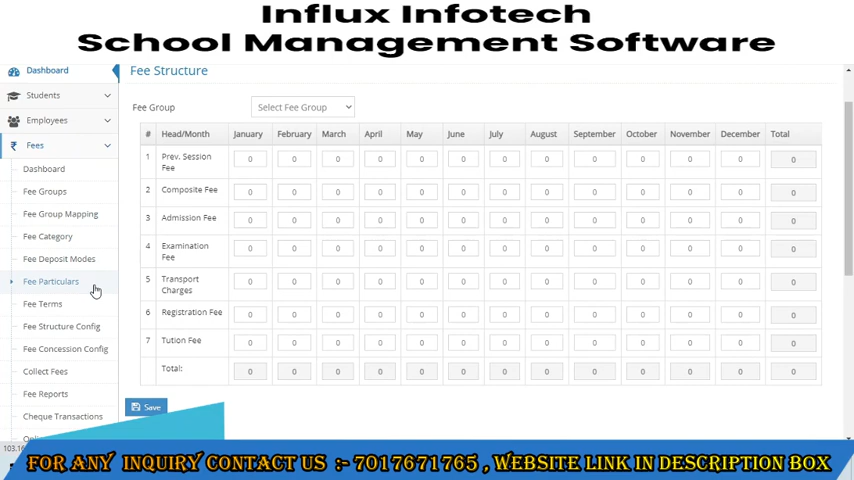 Influx Infotech
School Management Software
Dashboard
Students
Employees
Fees
Dashboard
Fee Groups
Fee Group Mapping
Fee Category
Fee Deposit Modes
Fee Particulars
Fee Terms
Fee Structure Config
Fee Concession Config
Collect Fees
Fee Reports
Cheque Transactions
Fee Structure
Fee Group Select Fee Group
# Head/Month January February March April May June July August September October November December Total
1 Prev. Session Fee 0 0 0 0 0 0 0 0 0 0 0 0 0
2 Composite Fee 0 0 0 0 0 0 0 0 0 0 0 0 0
3 Admission Fee 0 0 0 0 0 0 0 0 0 0 0 0 0
4 Examination Fee 0 0 0 0 0 0 0 0 0 0 0 0 0
5 Transport Charges 0 0 0 0 0 0 0 0 0 0 0 0 0
6 Registration Fee 0 0 0 0 0 0 0 0 0 0 0 0 0
7 Tution Fee 0 0 0 0 0 0 0 0 0 0 0 0 0
Total: 0 0 0 0 0 0 0 0 0 0 0 0 0
Save
FOR ANY INQUIRY CONTACT US :- 7017671765 , WEBSITE LINK IN DESCRIPTION BOX